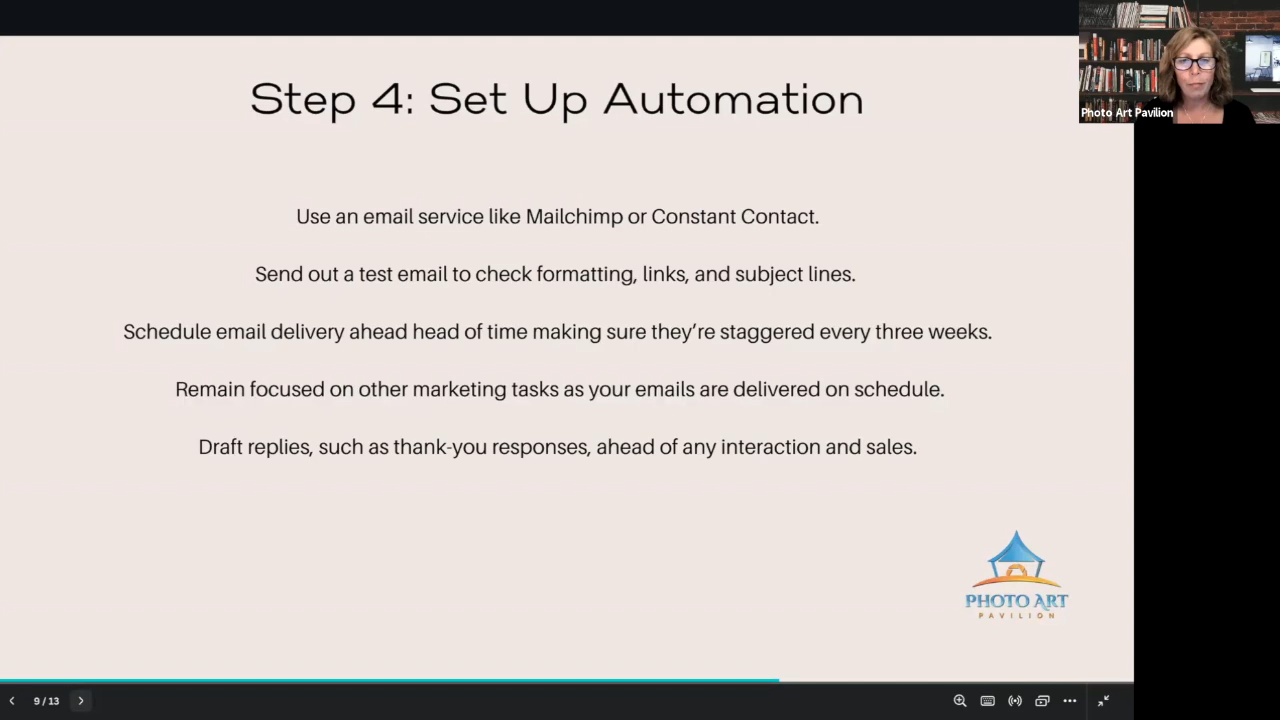 Step 4: Set Up Automation
Photo Art Pavilion
Use an email service like Mailchimp or Constant Contact.
Send out a test email to check formatting, links, and subject lines.
Schedule email delivery ahead head of time making sure they're staggered every three weeks.
Remain focused on other marketing tasks as your emails are delivered on schedule.
Draft replies, such as thank-you responses, ahead of any interaction and sales.
PHOTO ART
PAVILION
9 / 13